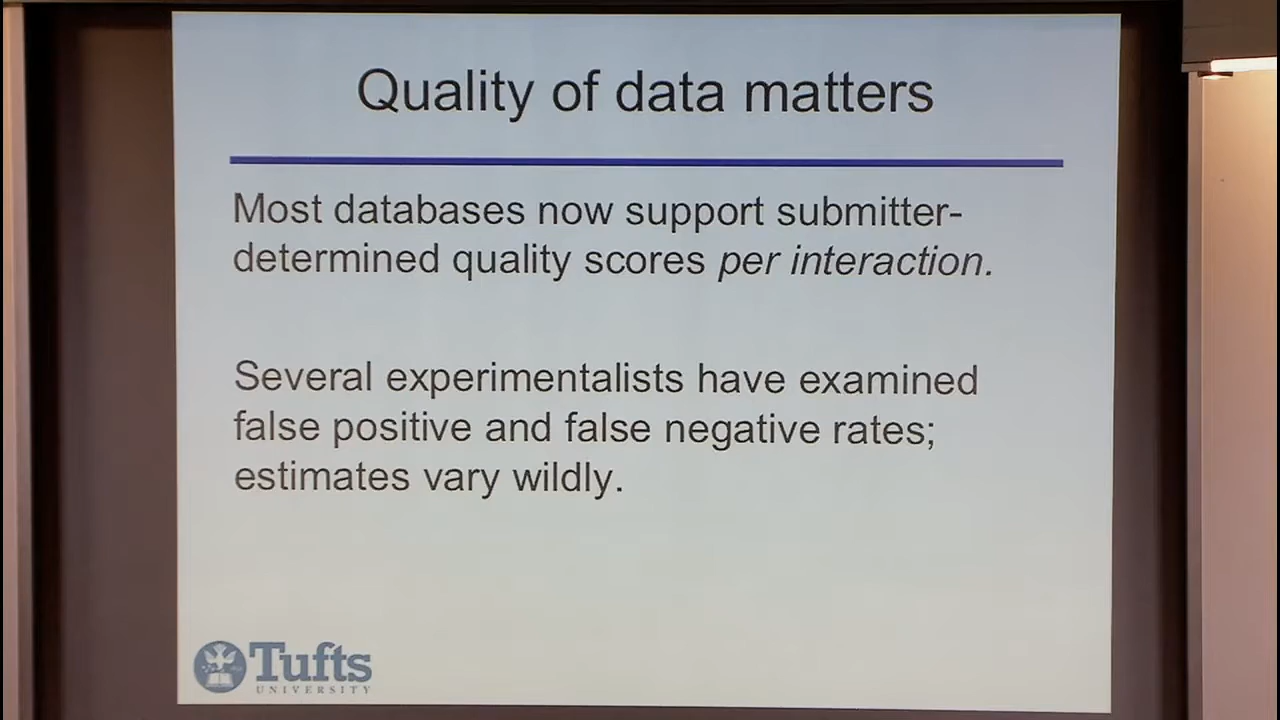 Quality of data matters
Most databases now support submitter-
determined quality scores per interaction.
Several experimentalists have examined
false positive and false negative rates;
estimates vary wildly.
Tufts
UNIVERSITY